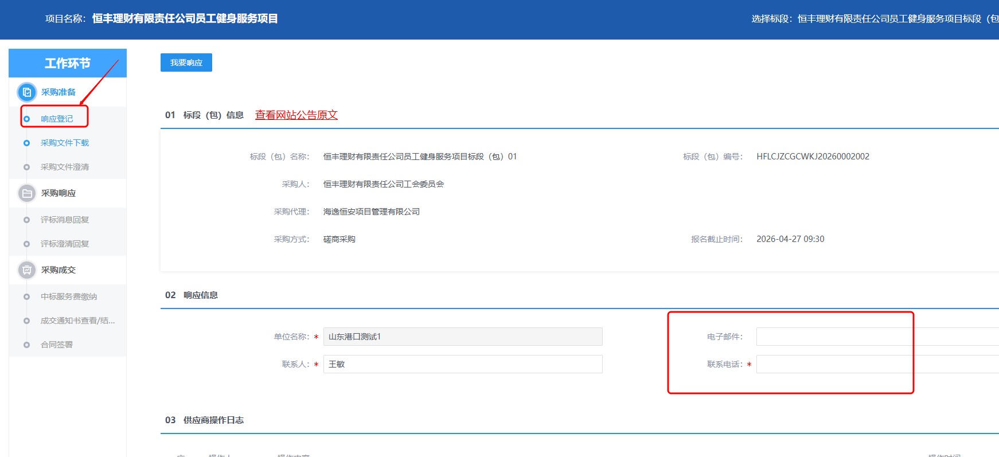 项目名称： 恒丰理财有限责任公司员工健身服务项目
选择标段：恒丰理财有限责任公司员工健身服务项目标段（包
工作环节
采购准备
响应登记
采购文件下载
采购文件澄清
采购响应
评标消息回复
评标澄清回复
采购成交
中标服务费缴纳
成交通知书查看/结...
合同签署
我要响应
01 标段（包）信息 查看网站公告原文
标段（包）名称： 恒丰理财有限责任公司员工健身服务项目标段（包）01
标段（包）编号： HFLCJZCGCWKJ20260002002
采购人： 恒丰理财有限责任公司工会委员会
采购代理： 海逸恒安项目管理有限公司
采购方式： 磋商采购
报名截止时间： 2026-04-27 09:30
02 响应信息
单位名称：* 山东港口测试1
电子邮件：
联系人：* 王敏
联系电话：*
03 供应商操作日志